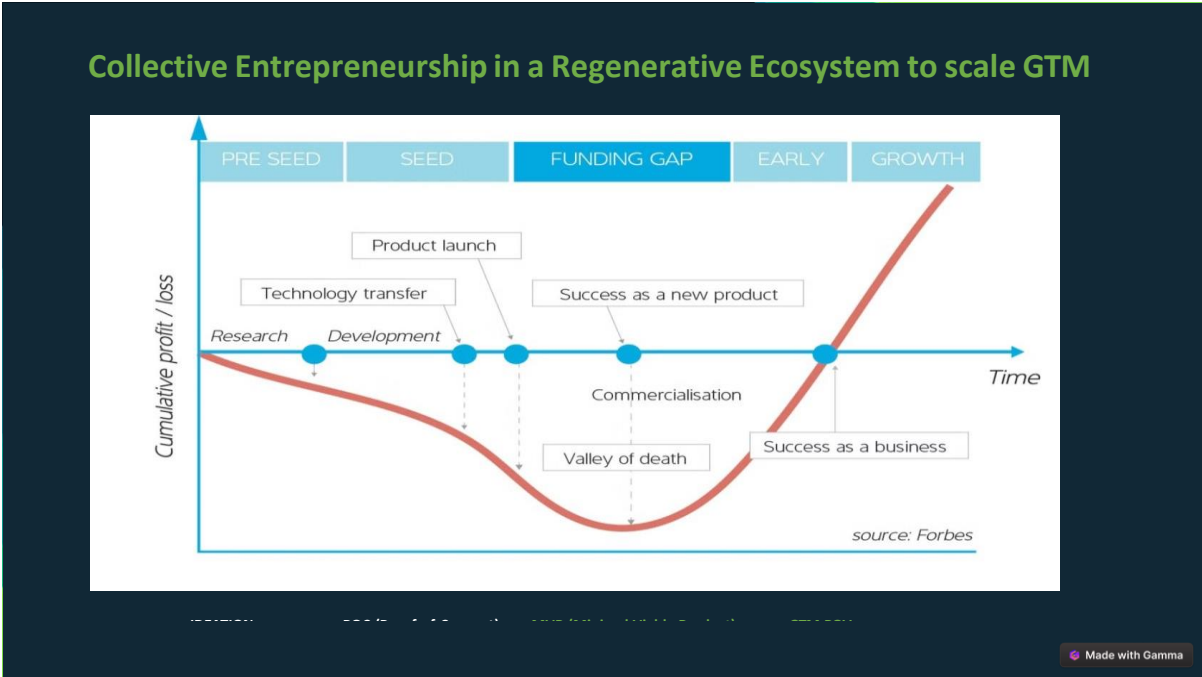 Collective Entrepreneurship in a Regenerative Ecosystem to scale GTM
PRE SEED
SEED
FUNDING GAP
EARLY
GROWTH
Product launch
Technology transfer
Success as a new product
Research
Development
Cumulative profit / loss
Time
Commercialisation
Valley of death
Success as a business
source: Forbes
Made with Gamma